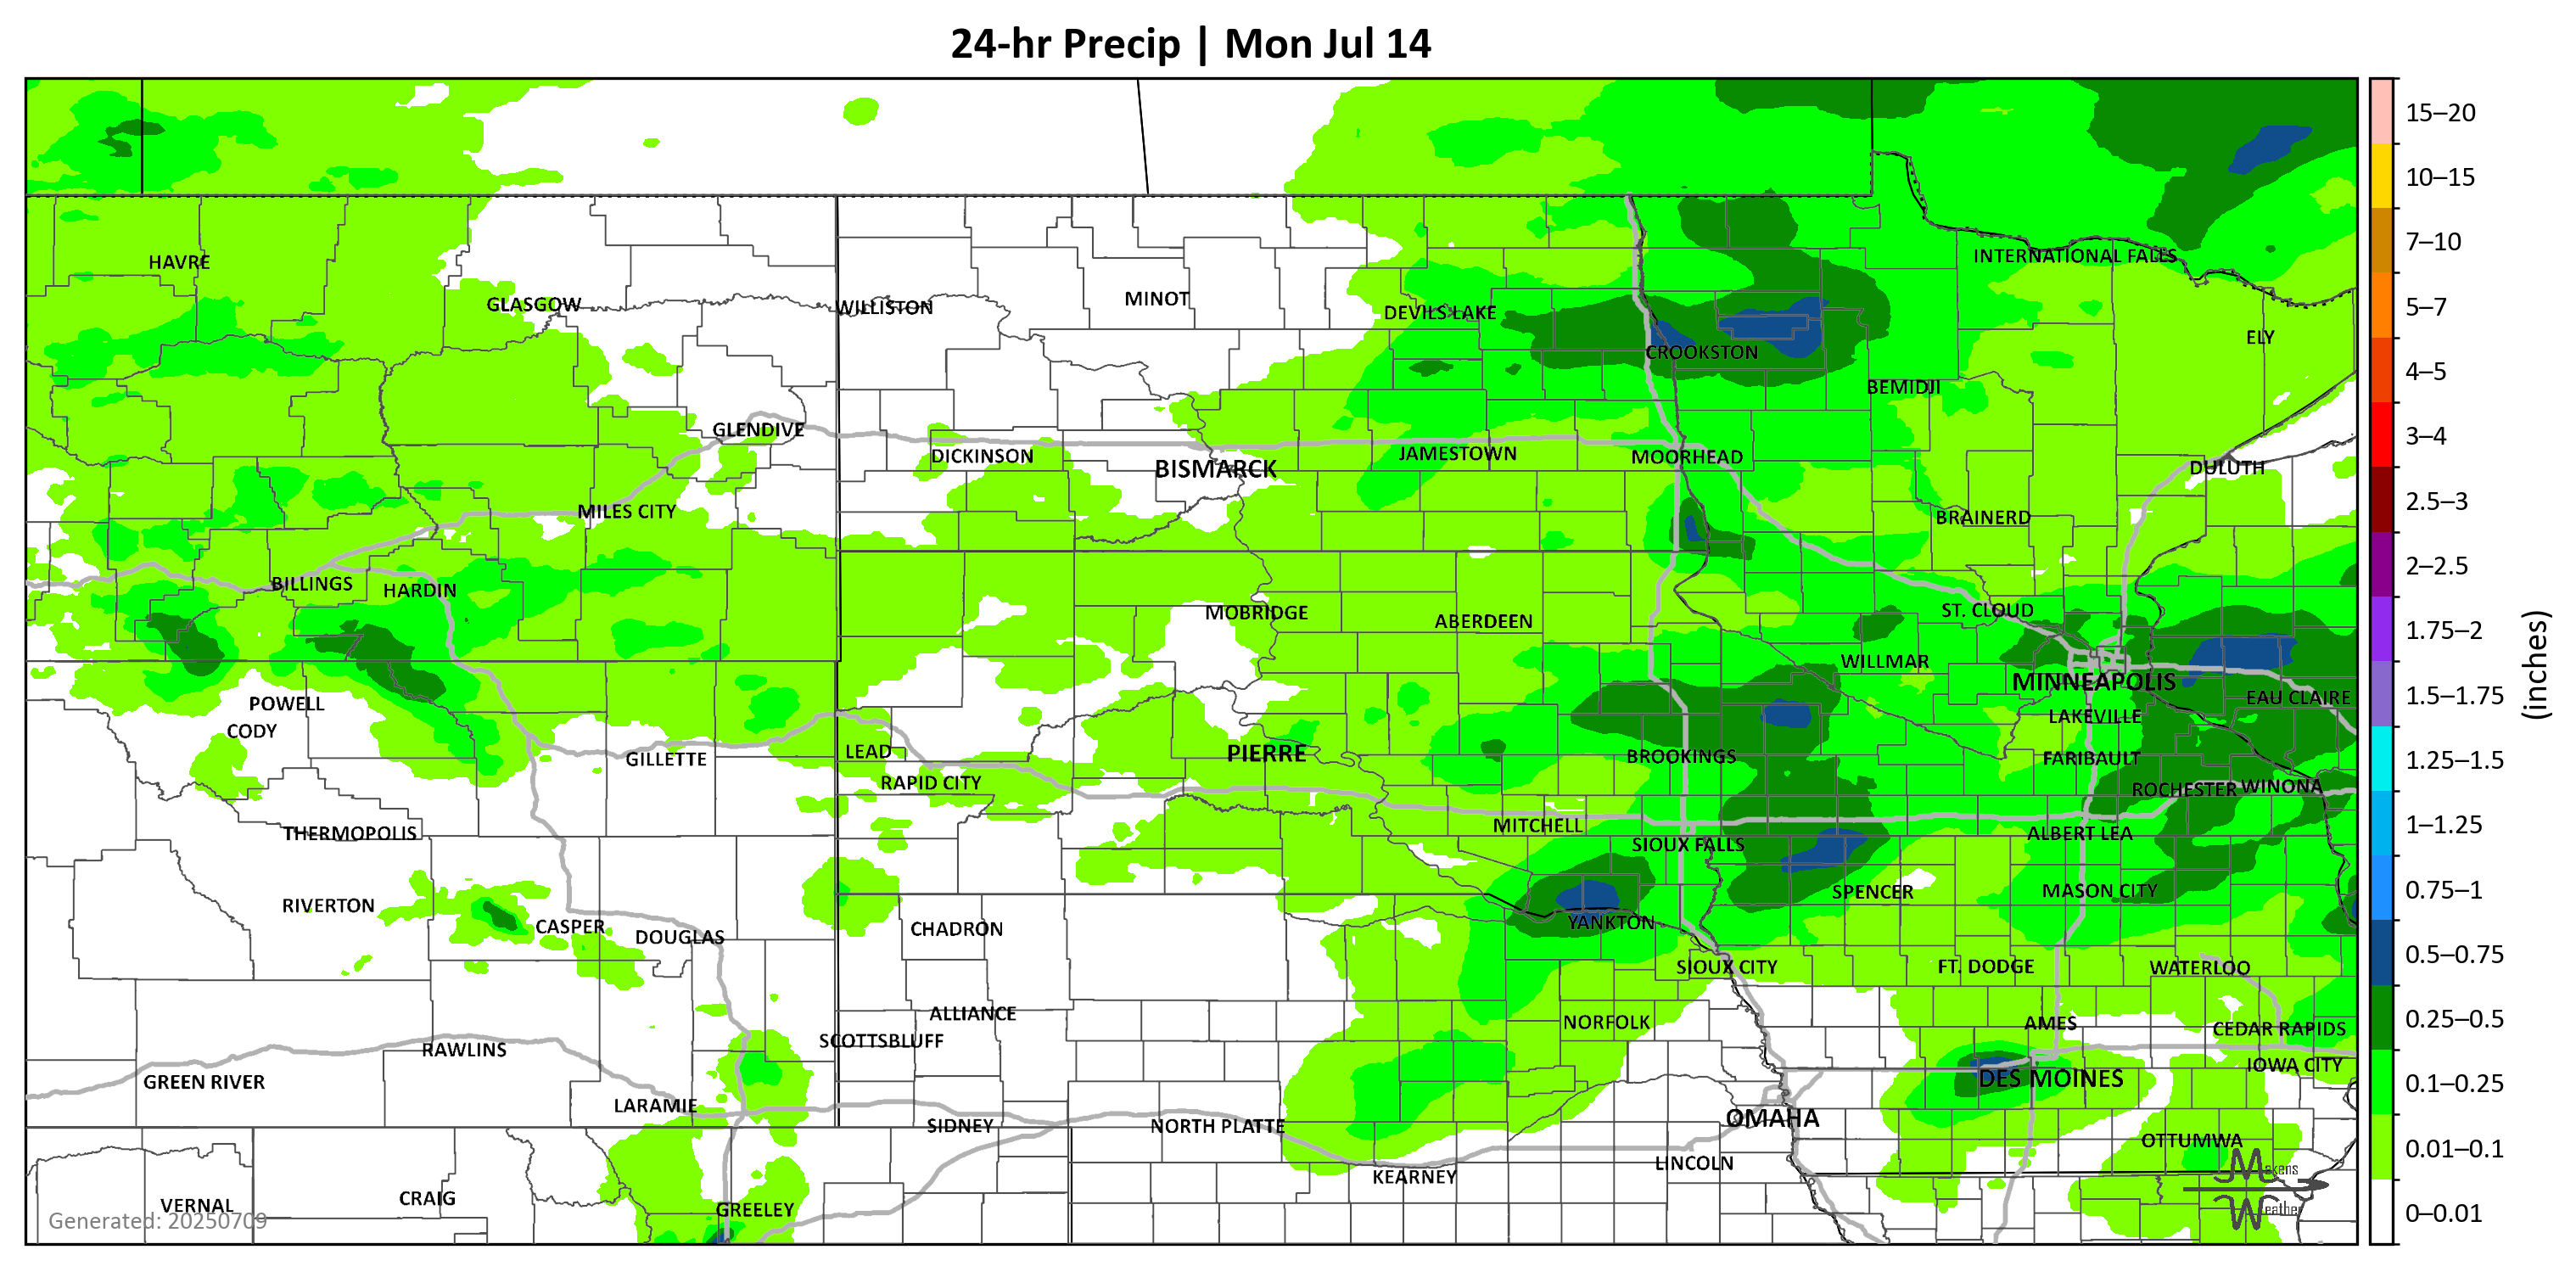 24-hr Precip | Mon Jul 14
15–20
10–15
HAVRE
7–10
INTERNATIONAL FALLS
GLASGOW
WILLISTON
MINOT
DEVILS LAKE
5–7
ELY
CROOKSTON
4–5
BEMIDJI
GLENDIVE
3–4
DICKINSON
BISMARCK
JAMESTOWN
MOORHEAD
DULUTH
2.5–3
MILES CITY
BRAINERD
2–2.5
BILLINGS
HARDIN
MOBRIDGE
ABERDEEN
ST. CLOUD
1.75–2
(inches)
WILLMAR
MINNEAPOLIS
1.5–1.75
POWELL
EAU CLAIRE
CODY
LAKEVILLE
LEAD
PIERRE
BROOKINGS
GILLETTE
FARIBAULT
1.25–1.5
RAPID CITY
ROCHESTER
WINONA
THERMOPOLIS
MITCHELL
ALBERT LEA
1–1.25
SIOUX FALLS
SPENCER
MASON CITY
0.75–1
RIVERTON
CASPER
DOUGLAS
CHADRON
YANKTON
0.5–0.75
SIOUX CITY
FT. DODGE
WATERLOO
ALLIANCE
NORFOLK
AMES
CEDAR RAPIDS
0.25–0.5
SCOTTSBLUFF
RAWLINS
IOWA CITY
GREEN RIVER
DES MOINES
0.1–0.25
LARAMIE
OMAHA
SIDNEY
NORTH PLATTE
OTTUMWA
0.01–0.1
LINCOLN
KEARNEY
Makens
VERNAL
CRAIG
GREELEY
Weather
0–0.01
Generated: 20250709